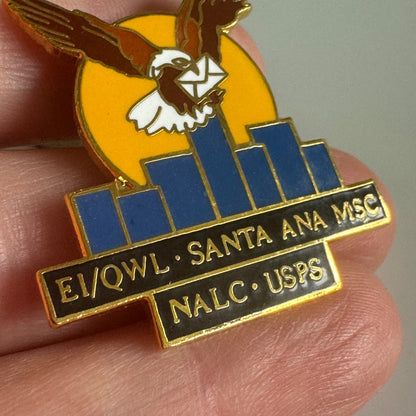 EI/QWL · SANTA ANA MSC
NALC · USPS